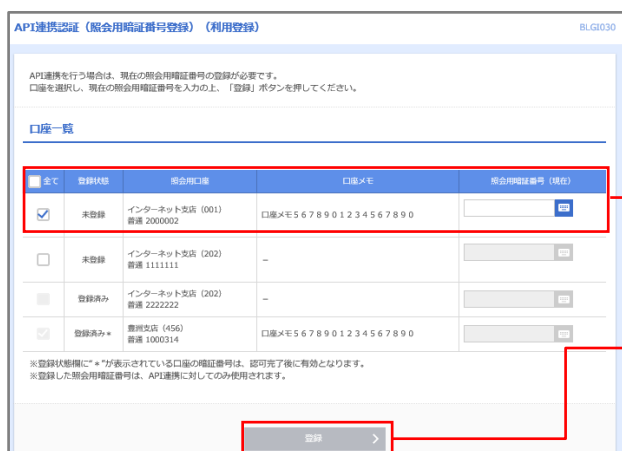 API連携認証（照会用暗証番号登録）（利用登録）
BLGI030
API連携を行う場合は、現在の照会用暗証番号の登録が必要です。
口座を選択し、現在の照会用暗証番号を入力の上、「登録」ボタンを押してください。
口座一覧
全て 登録状態 照会用口座 口座メモ 照会用暗証番号（現在）
未登録 インターネット支店（001） 口座メモ５６７８９０１２３４５６７８９０
普通 2000002
未登録 インターネット支店（202） －
普通 1111111
登録済み インターネット支店（202） －
普通 2222222
登録済み＊ 豊洲支店（456） 口座メモ５６７８９０１２３４５６７８９０
普通 1000314
※登録状態欄に"＊"が表示されている口座の暗証番号は、認可完了後に有効となります。
※登録した照会用暗証番号は、API連携に対してのみ使用されます。
登録